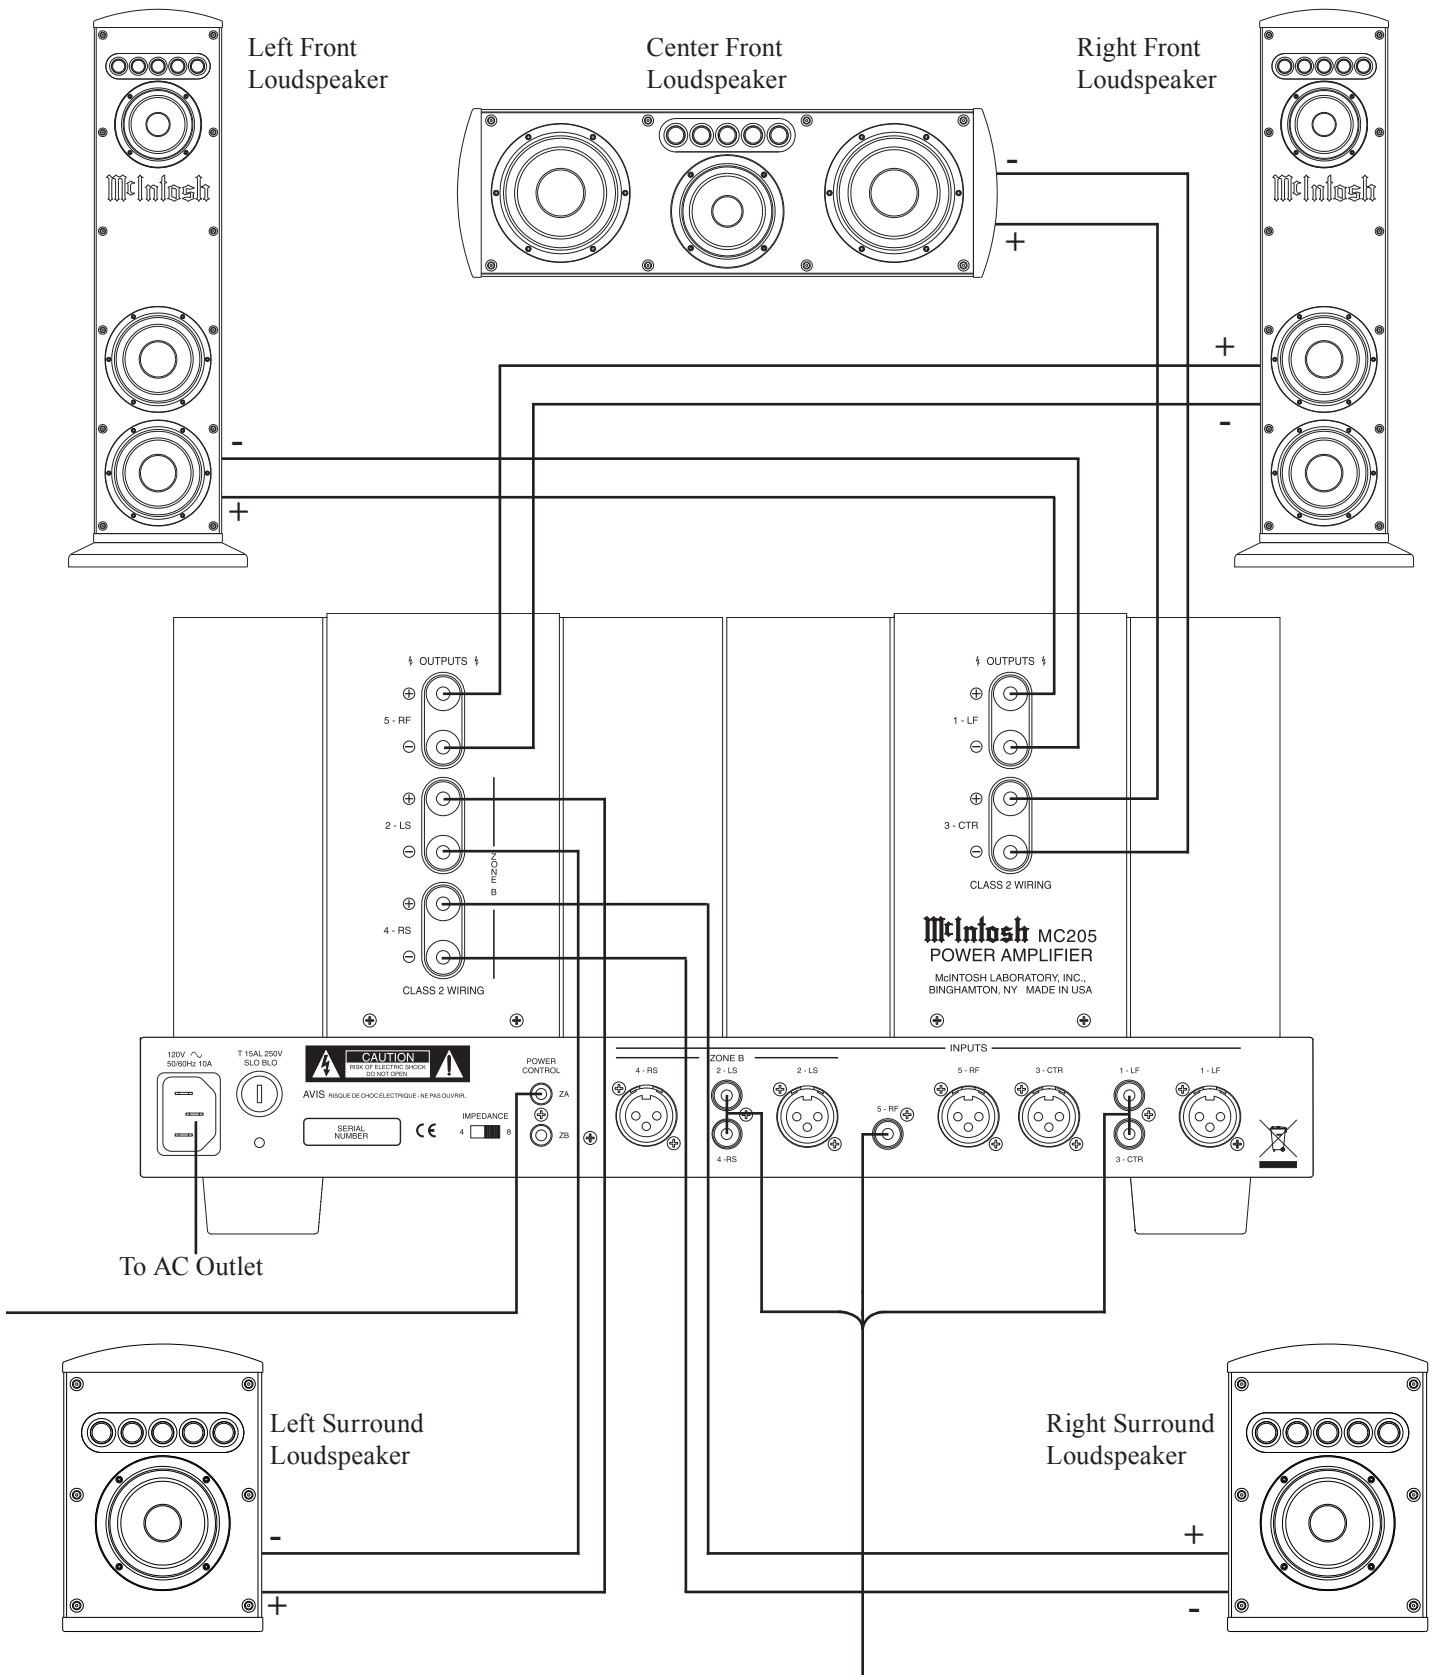 Left Front
Loudspeaker
Center Front
Loudspeaker
Right Front
Loudspeaker
McIntosh
McIntosh
-
+
+
-
-
+
OUTPUTS
+
5 - RF
-
+
2 - LS
-
ZONE B
+
4 - RS
-
CLASS 2 WIRING
OUTPUTS
+
1 - LF
-
+
3 - CTR
-
CLASS 2 WIRING
McIntosh MC205
POWER AMPLIFIER
McINTOSH LABORATORY, INC.,
BINGHAMTON, NY MADE IN USA
120V
50/60Hz 10A
T 15AL 250V
SLO BLO
CAUTION
RISK OF ELECTRIC SHOCK
DO NOT OPEN
AVIS RISQUE DE CHOC ELECTRIQUE - NE PAS OUVRIR.
SERIAL
NUMBER
CE
IMPEDANCE
4 8
POWER
CONTROL
ZA
ZB
INPUTS
ZONE B
4 - RS
2 - LS
2 - LS
4 -RS
5 - RF
5 - RF
3 - CTR
1 - LF
3 - CTR
1 - LF
To AC Outlet
Left Surround
Loudspeaker
-
+
Right Surround
Loudspeaker
+
-